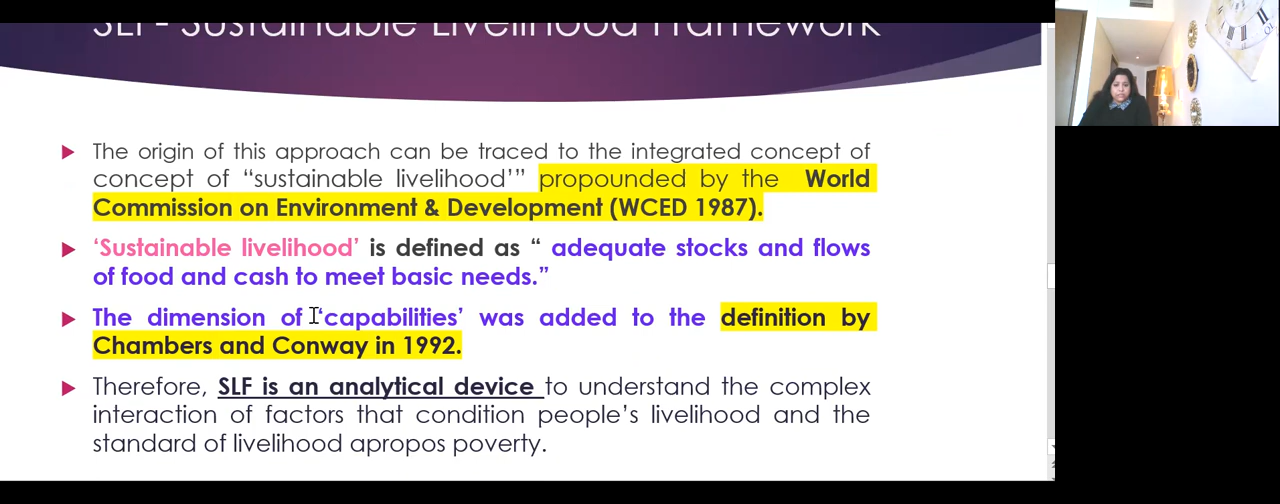 SLF- Sustainable Livelihood Framework
The origin of this approach can be traced to the integrated concept of
concept of “sustainable livelihood’” propounded by the World
Commission on Environment & Development (WCED 1987).
‘Sustainable livelihood’ is defined as “ adequate stocks and flows
of food and cash to meet basic needs.”
The dimension of ‘capabilities’ was added to the definition by
Chambers and Conway in 1992.
Therefore, SLF is an analytical device to understand the complex
interaction of factors that condition people’s livelihood and the
standard of livelihood apropos poverty.